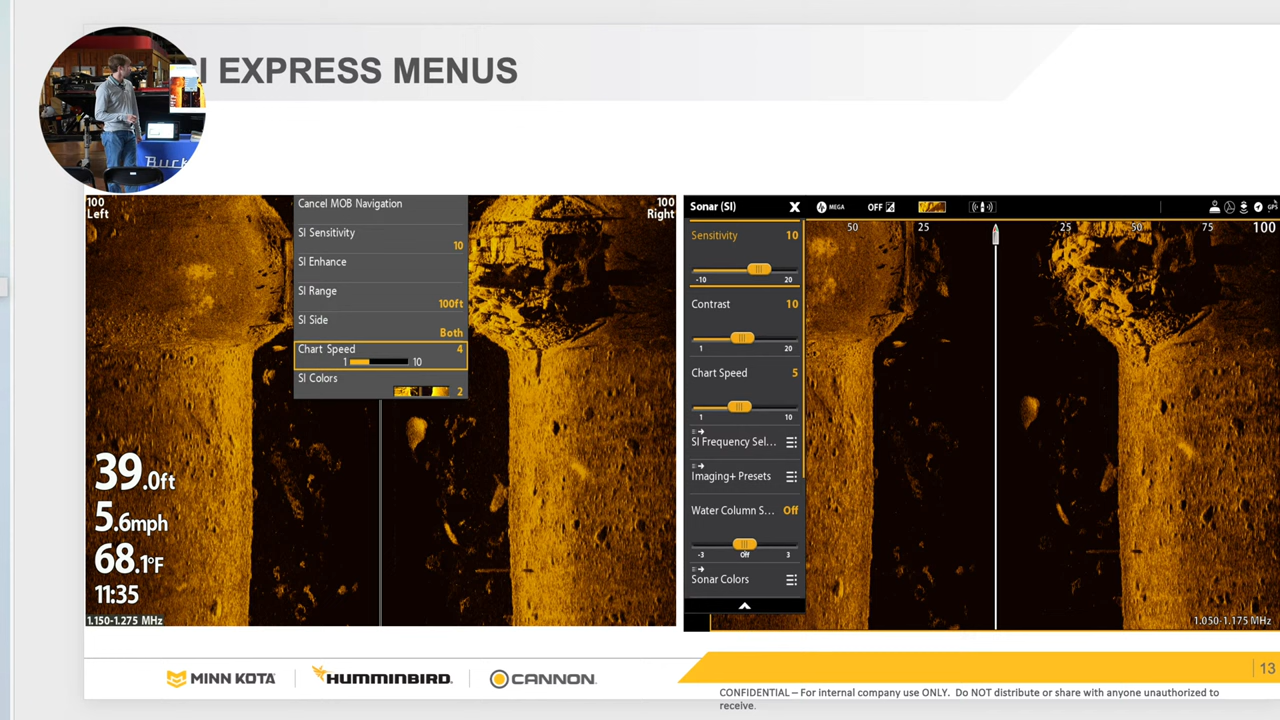 SI EXPRESS MENUS
100
Left
100
Right
Cancel MOB Navigation
SI Sensitivity
10
SI Enhance
SI Range
100ft
SI Side
Both
Chart Speed 4
1 10
SI Colors
2
39.0ft
5.6mph
68.1°F
11:35
1.150-1.275 MHz
Sonar (SI) X MEGA OFF GPS
Sensitivity 10
-10 20
Contrast 10
1 20
Chart Speed 5
1 10
SI Frequency Sel...
Imaging+ Presets
Water Column S... Off
-3 Off 3
Sonar Colors
50 25 25 50 75 100
1.050-1.175 MHz
MINN KOTA HUMMINBIRD CANNON
13
CONFIDENTIAL – For internal company use ONLY. Do NOT distribute or share with anyone unauthorized to
receive.